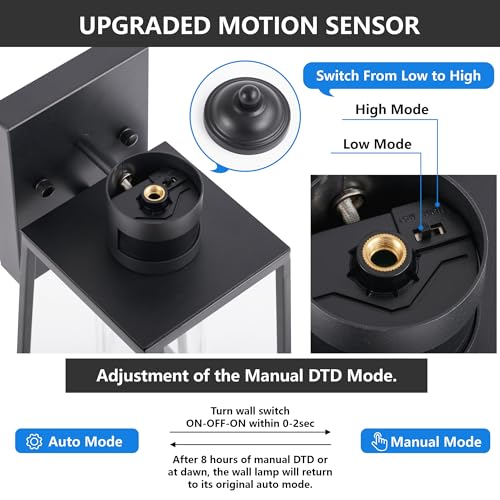 UPGRADED MOTION SENSOR
Switch From Low to High
High Mode
Low Mode
Adjustment of the Manual DTD Mode.
Turn wall switch
ON-OFF-ON within 0-2sec
Auto Mode
Manual Mode
After 8 hours of manual DTD or
at dawn, the wall lamp will return
to its original auto mode.